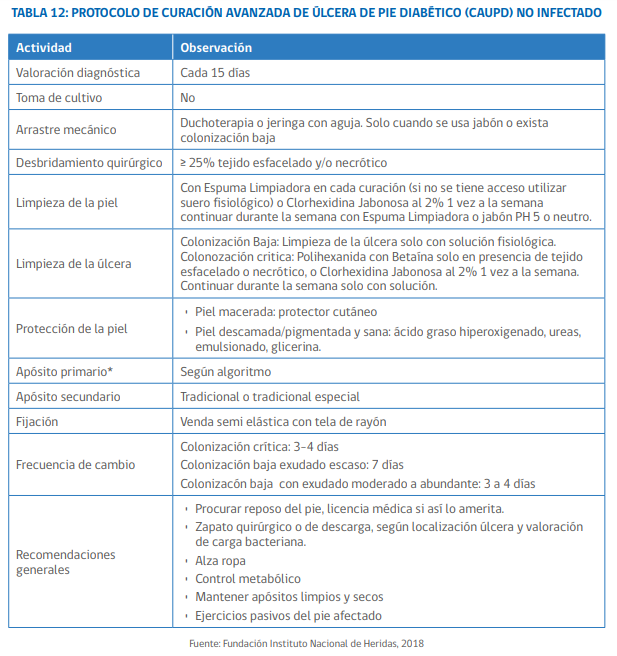 TABLA 12: PROTOCOLO DE CURACIÓN AVANZADA DE ÚLCERA DE PIE DIABÉTICO (CAUPD) NO INFECTADO
Actividad
Observación
Valoración diagnóstica
Cada 15 días
Toma de cultivo
No
Arrastre mecánico
Duchoterapia o jeringa con aguja. Solo cuando se usa jabón o exista
colonización baja
Desbridamiento quirúrgico
≥ 25% tejido esfacelado y/o necrótico
Limpieza de la piel
Con Espuma Limpiadora en cada curación (si no se tiene acceso utilizar
suero fisiológico) o Clorhexidina Jabonosa al 2% 1 vez a la semana
continuar durante la semana con Espuma Limpiadora o jabón PH 5 o neutro.
Limpieza de la úlcera
Colonización Baja: Limpieza de la úlcera solo con solución fisiológica.
Colonozación critica: Polihexanida con Betaína solo en presencia de tejido
esfacelado o necrótico, o Clorhexidina Jabonosa al 2% 1 vez a la semana.
Continuar durante la semana solo con solución.
Protección de la piel
• Piel macerada: protector cutáneo
• Piel descamada/pigmentada y sana: ácido graso hiperoxigenado, ureas,
emulsionado, glicerina.
Apósito primario*
Según algoritmo
Apósito secundario
Tradicional o tradicional especial
Fijación
Venda semi elástica con tela de rayón
Frecuencia de cambio
Colonización crítica: 3-4 días
Colonización baja exudado escaso: 7 días
Colonizacón baja con exudado moderado a abundante: 3 a 4 días
Recomendaciones
generales
• Procurar reposo del pie, licencia médica si así lo amerita.
• Zapato quirúrgico o de descarga, según localización úlcera y valoración
de carga bacteriana.
• Alza ropa
• Control metabólico
• Mantener apósitos limpios y secos
• Ejercicios pasivos del pie afectado
Fuente: Fundación Instituto Nacional de Heridas, 2018